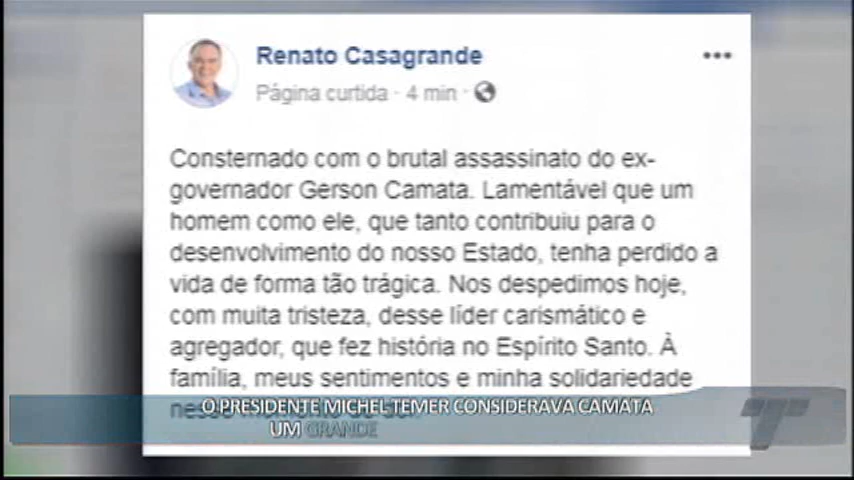 Renato Casagrande
Página curtida · 4 min ·
Consternado com o brutal assassinato do ex-
governador Gerson Camata. Lamentável que um
homem como ele, que tanto contribuiu para o
desenvolvimento do nosso Estado, tenha perdido a
vida de forma tão trágica. Nos despedimos hoje,
com muita tristeza, desse líder carismático e
agregador, que fez história no Espírito Santo. À
família, meus sentimentos e minha solidariedade
O PRESIDENTE MICHEL TEMER CONSIDERAVA CAMATA
UM GRANDE